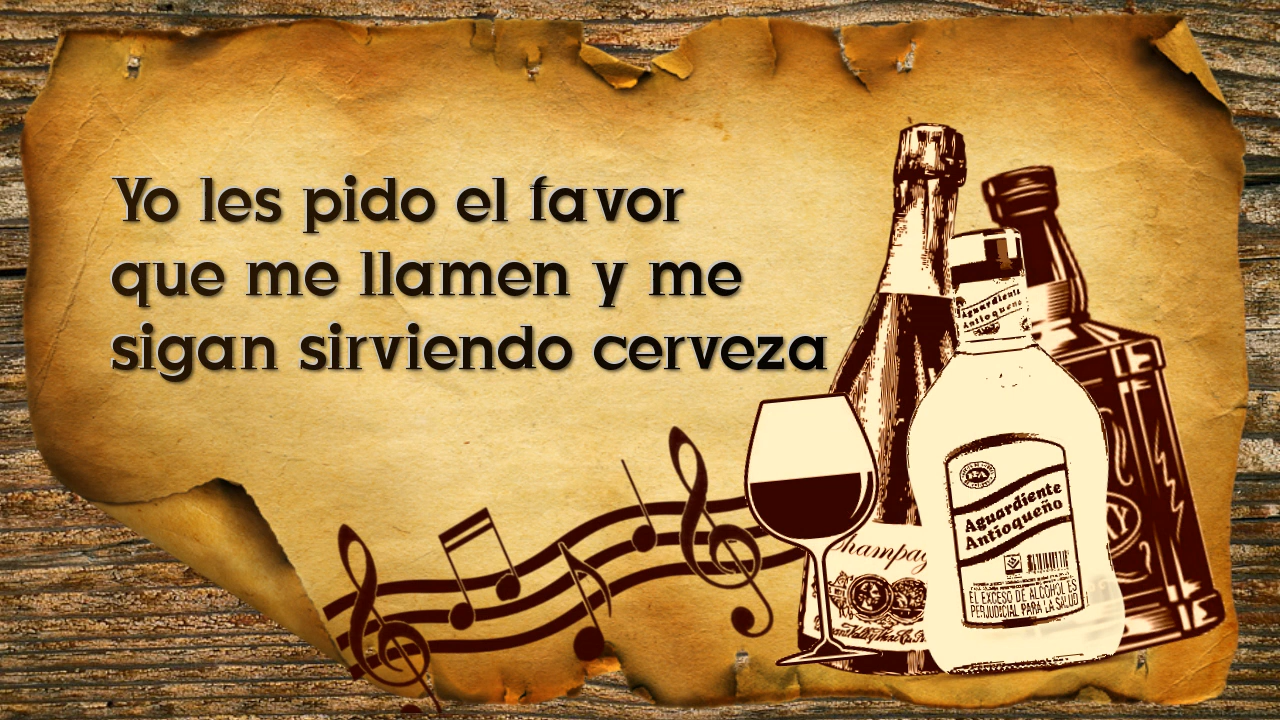 Yo les pido el favor
que me llamen y me
sigan sirviendo cerveza
Aguardiente
Antioqueño
Champag
Aguardiente
Antioqueño
EL EXCESO DE ALCOHOL ES
PERJUDICIAL PARA LA SALUD